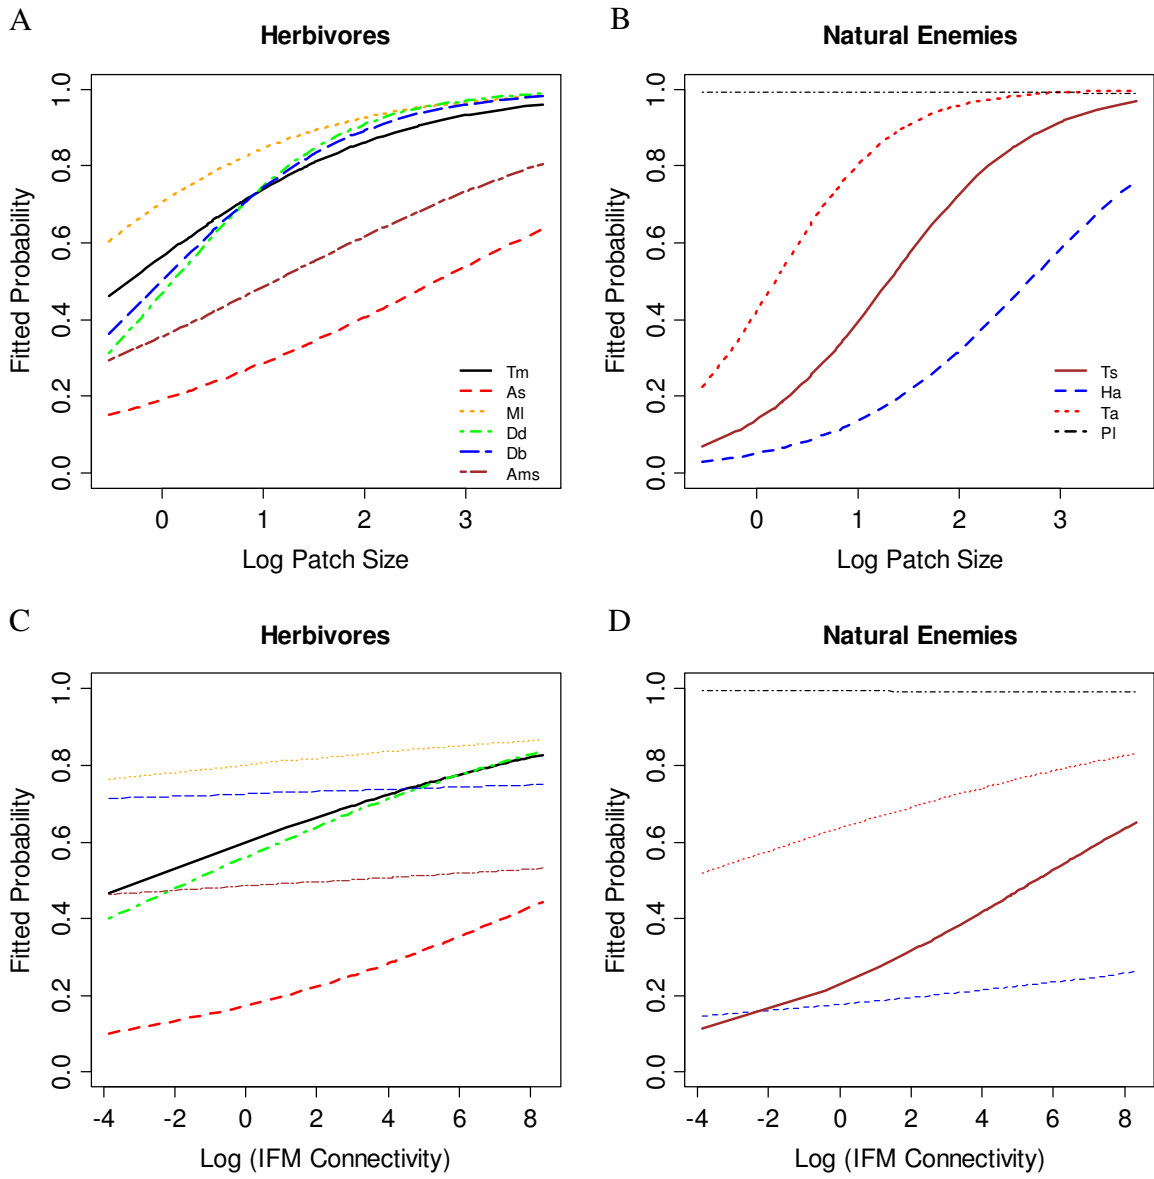 A
Herbivores
Fitted Probability
1.0
0.8
0.6
0.4
0.2
0.0
Tm
As
Ml
Dd
Db
Ams
0 1 2 3
Log Patch Size
B
Natural Enemies
Fitted Probability
1.0
0.8
0.6
0.4
0.2
0.0
Ts
Ha
Ta
Pl
0 1 2 3
Log Patch Size
C
Herbivores
Fitted Probability
1.0
0.8
0.6
0.4
0.2
0.0
-4 -2 0 2 4 6 8
Log (IFM Connectivity)
D
Natural Enemies
Fitted Probability
1.0
0.8
0.6
0.4
0.2
0.0
-4 -2 0 2 4 6 8
Log (IFM Connectivity)